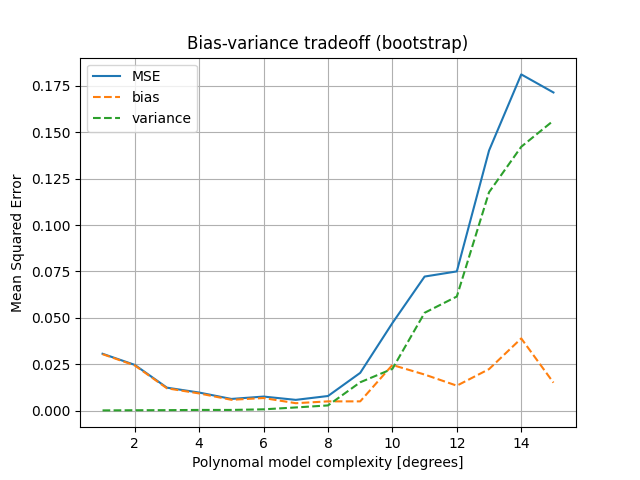 Bias-variance tradeoff (bootstrap)
MSE
bias
variance
Mean Squared Error
0.175
0.150
0.125
0.100
0.075
0.050
0.025
0.000
2 4 6 8 10 12 14
Polynomal model complexity [degrees]